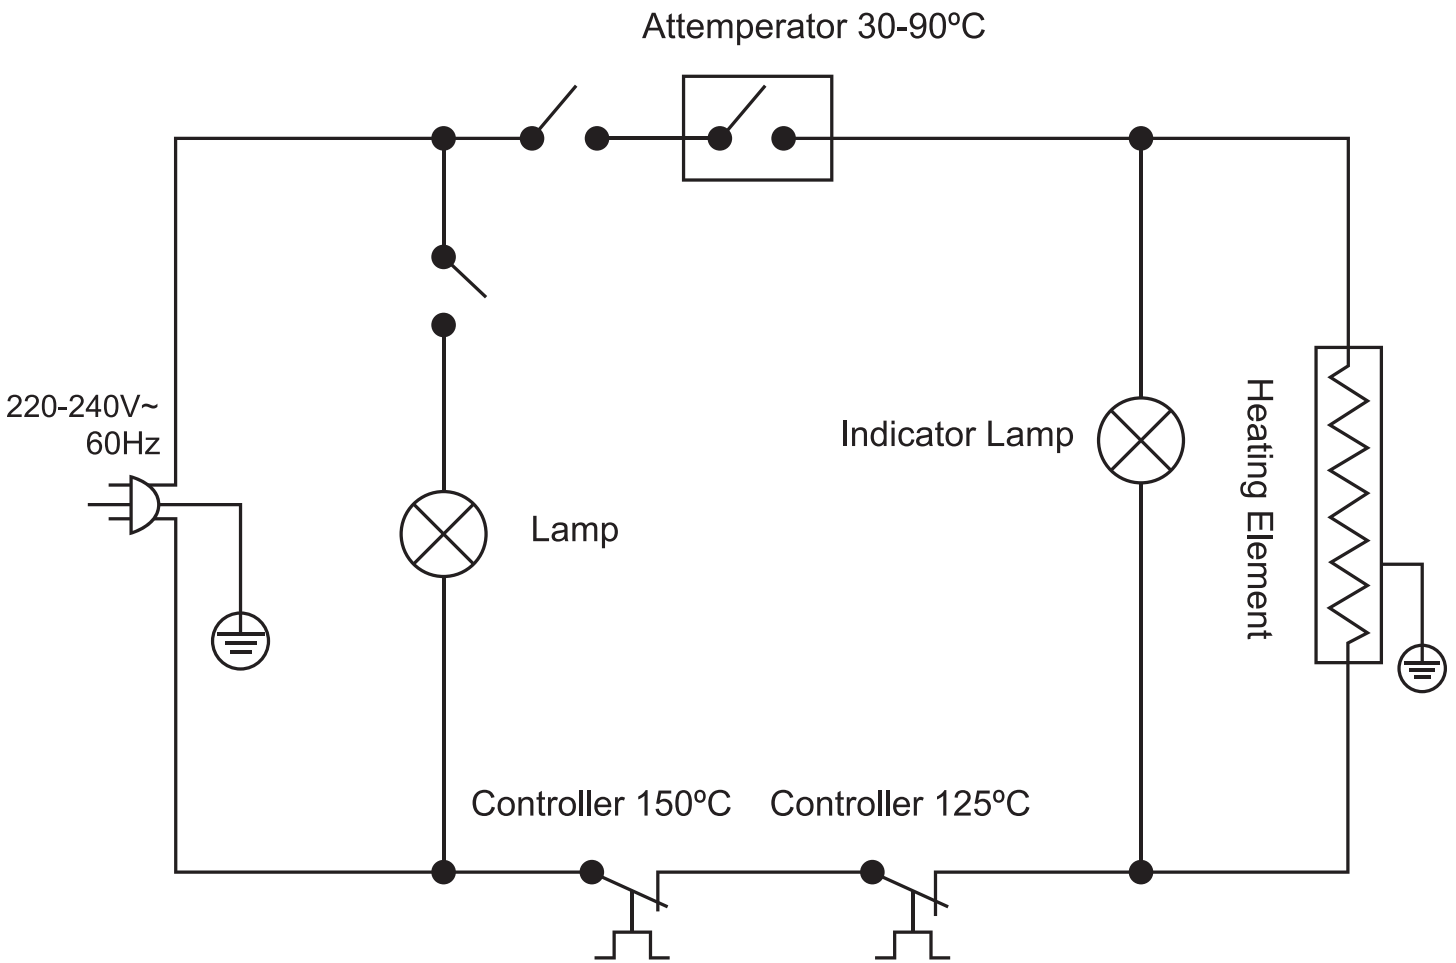 Attemperator 30-90ºC
220-240V~
60Hz
Indicator Lamp
Heating Element
Lamp
Controller 150ºC
Controller 125ºC